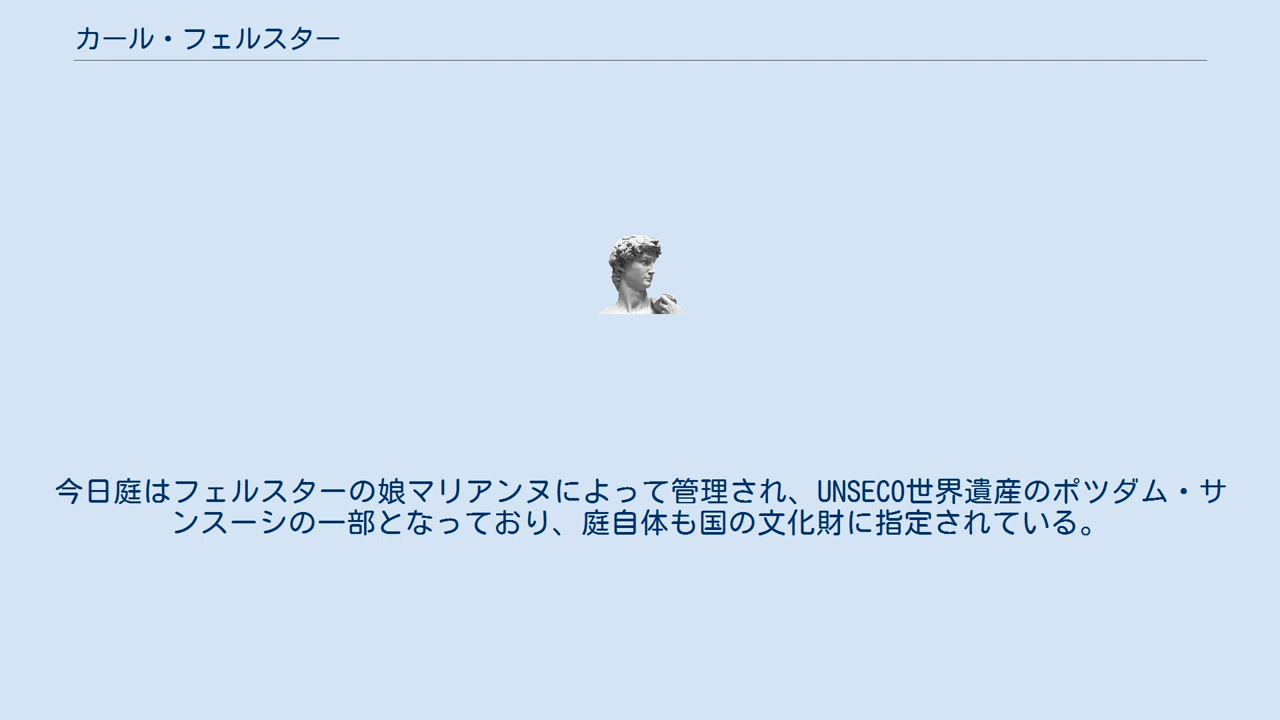 カール・フェルスター
今日庭はフェルスターの娘マリアンヌによって管理され、UNSECO世界遺産のポツダム・サ
ンスーシの一部となっており、庭自体も国の文化財に指定されている。